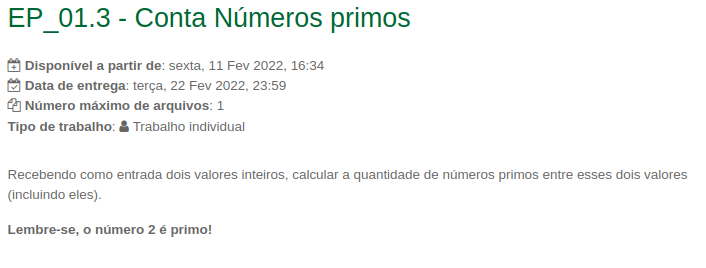 EP_01.3 - Conta Números primos
Disponível a partir de: sexta, 11 Fev 2022, 16:34
Data de entrega: terça, 22 Fev 2022, 23:59
Número máximo de arquivos: 1
Tipo de trabalho: Trabalho individual
Recebendo como entrada dois valores inteiros, calcular a quantidade de números primos entre esses dois valores
(incluindo eles).
Lembre-se, o número 2 é primo!